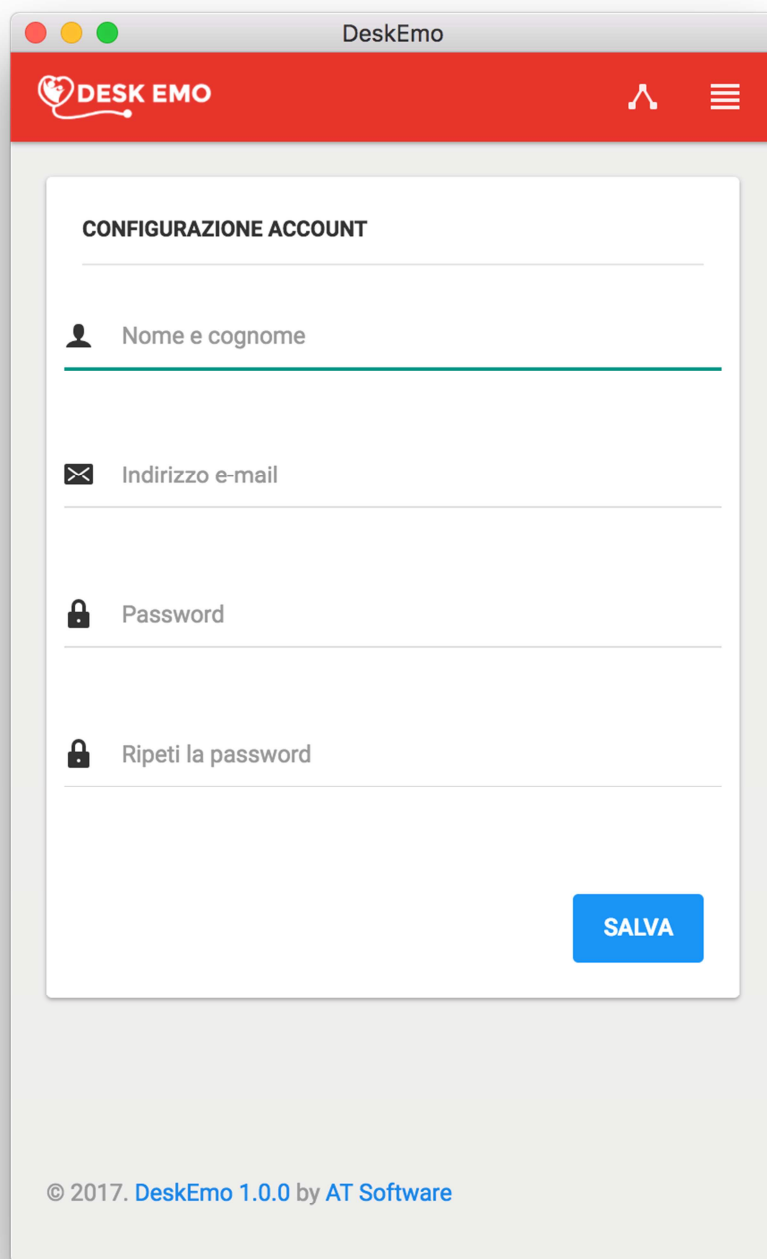 DeskEmo
DESK EMO
CONFIGURAZIONE ACCOUNT
Nome e cognome
Indirizzo e-mail
Password
Ripeti la password
SALVA
© 2017. DeskEmo 1.0.0 by AT Software